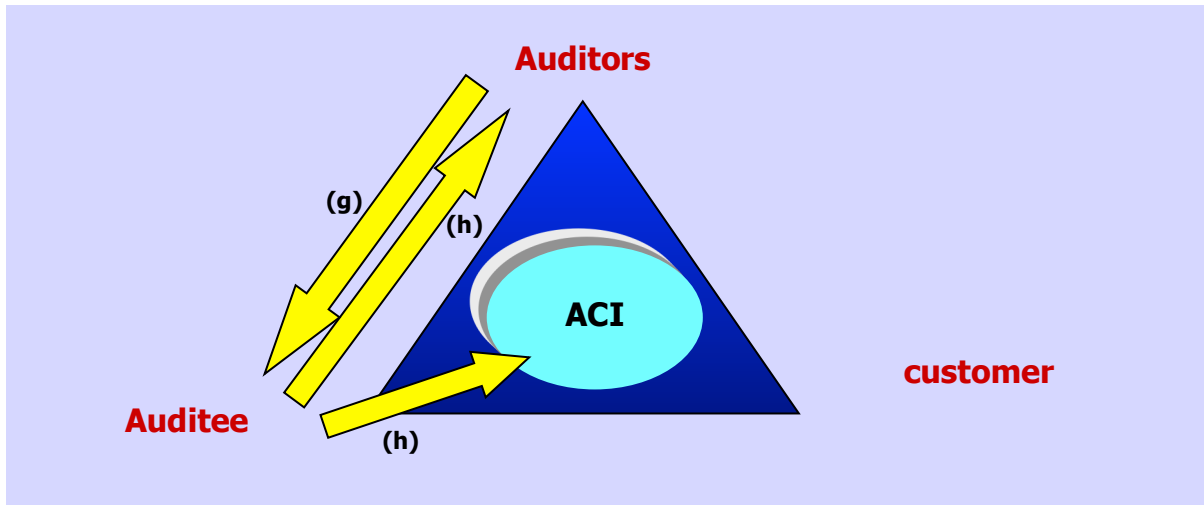 Auditors
(g)
(h)
ACI
customer
Auditee
(h)